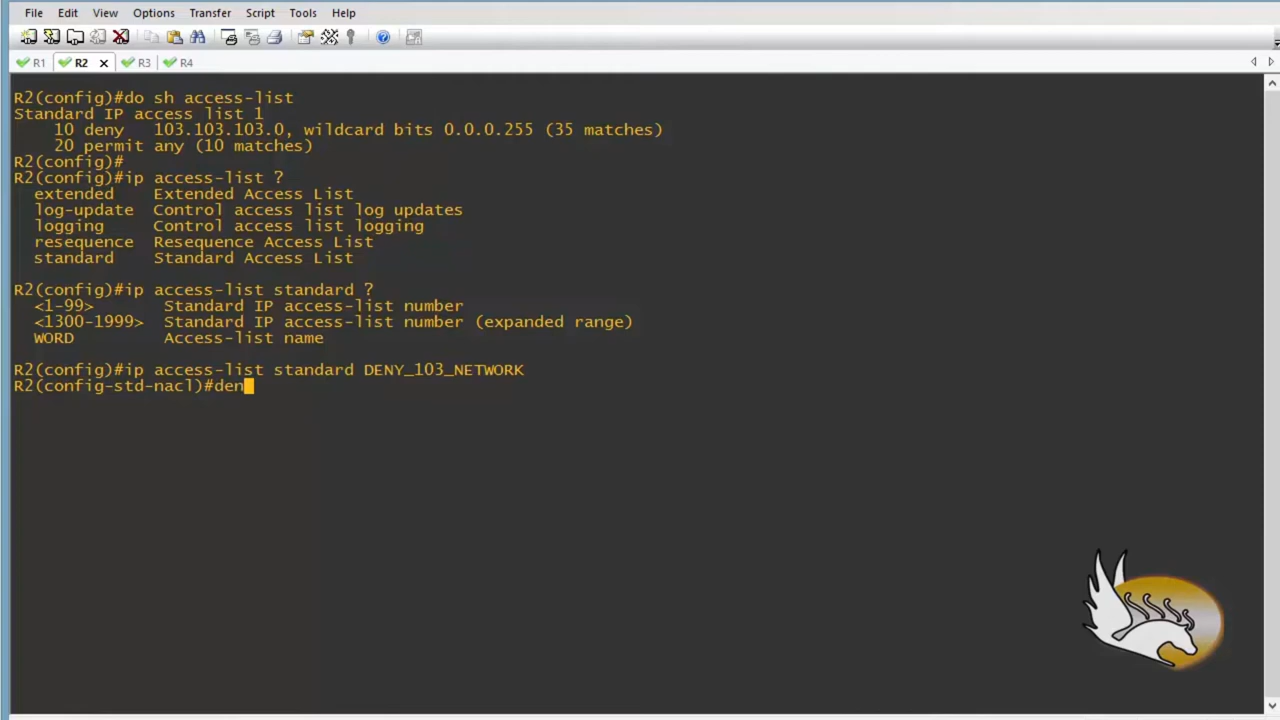 File Edit View Options Transfer Script Tools Help
R1 R2 X R3 R4
R2(config)#do sh access-list
Standard IP access list 1
    10 deny   103.103.103.0, wildcard bits 0.0.0.255 (35 matches)
    20 permit any (10 matches)
R2(config)#
R2(config)#ip access-list ?
  extended    Extended Access List
  log-update  Control access list log updates
  logging     Control access list logging
  resequence  Resequence Access List
  standard    Standard Access List
R2(config)#ip access-list standard ?
  <1-99>       Standard IP access-list number
  <1300-1999>  Standard IP access-list number (expanded range)
  WORD         Access-list name
R2(config)#ip access-list standard DENY_103_NETWORK
R2(config-std-nacl)#den